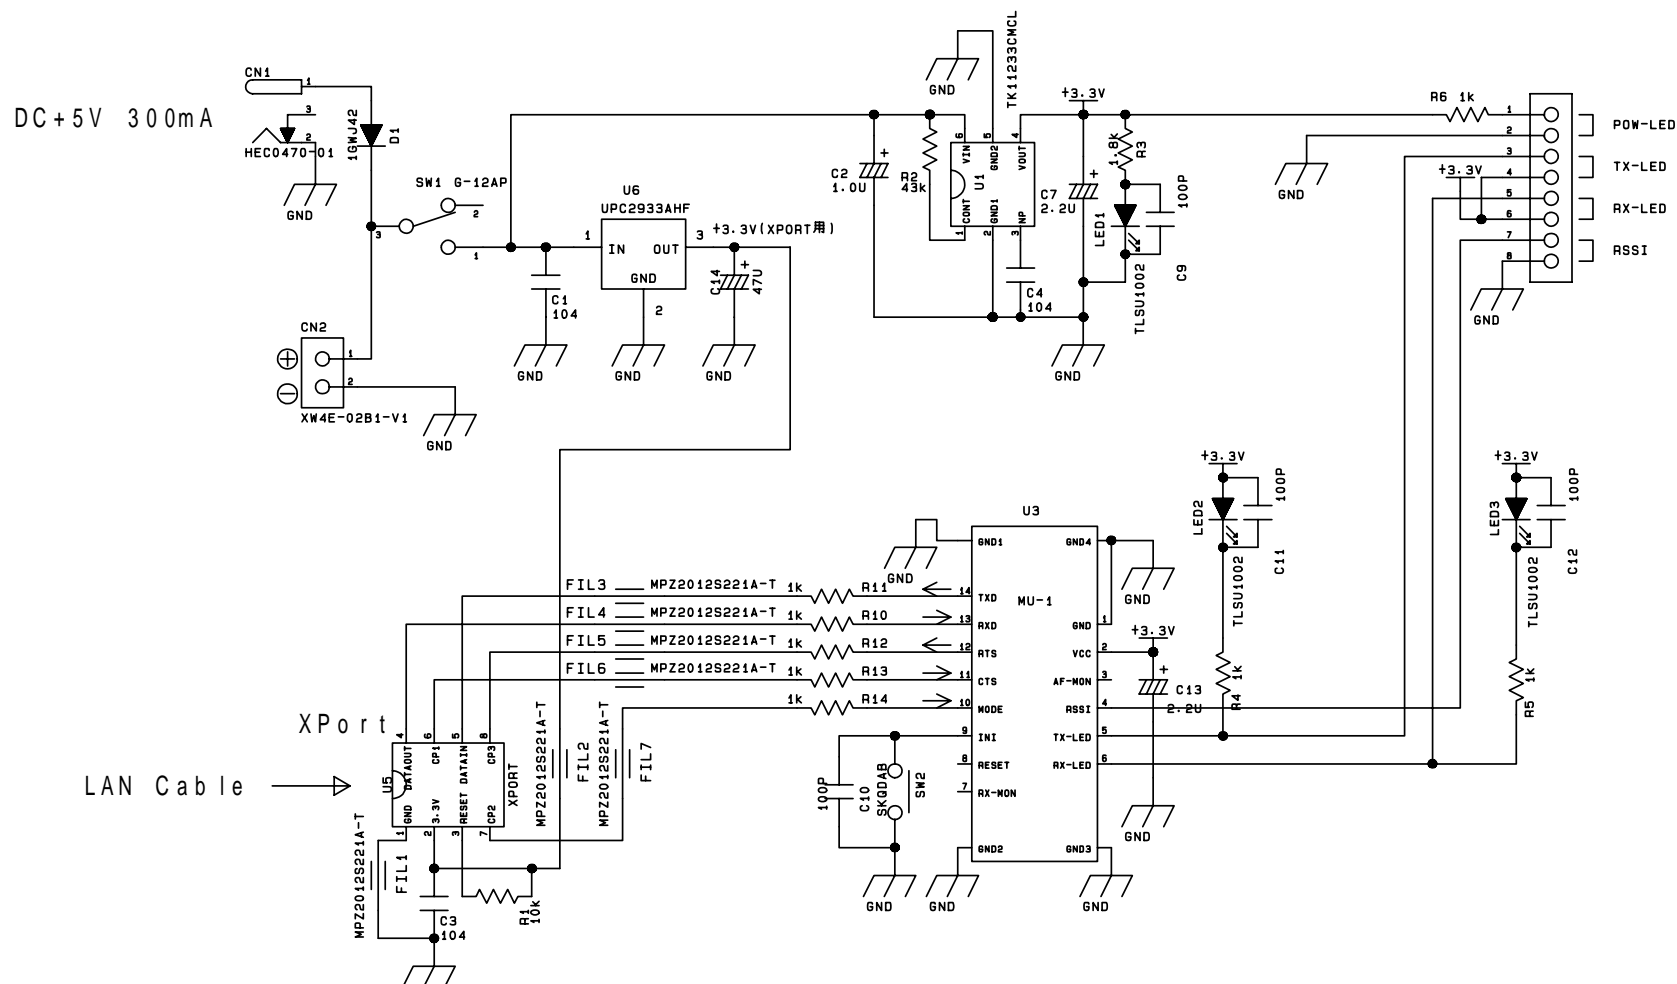 DC+5V 300mA
CN1
1
3
2
HEC0470-01
GND
1GWJ42
D1
SW1 G-12AP
2
3
1
CN2
1
2
XW4E-02B1-V1
GND
U6
UPC2933AHF
1
IN
OUT
3
GND
2
+3.3V(XPORT用)
C1
104
GND
GND
C14
47U
GND
GND
TK11233CMCL
C2
1.0U
R2
43k
6
5
4
VIN
GND2
VOUT
U1
CONT
GND1
NP
1
2
3
C4
104
+3.3V
C7
2.2U
1.8k
R3
LED1
100P
C9
TLSU1002
GND
R6 1k
GND
+3.3V
1
2
3
4
5
6
7
8
POW-LED
TX-LED
RX-LED
RSSI
GND
+3.3V
LED2
100P
C11
TLSU1002
1k
R4
+3.3V
LED3
100P
C12
TLSU1002
1k
R5
U3
MU-1
GND1
GND4
GND
GND
14 TXD
13 RXD
12 RTS
11 CTS
10 MODE
9 INI
8 RESET
7 RX-MON
GND2
GND 1
VCC 2
AF-MON 3
RSSI 4
TX-LED 5
RX-LED 6
GND3
+3.3V
C13
2.2U
GND
GND
GND
GND
FIL3 MPZ2012S221A-T 1k R11
FIL4 MPZ2012S221A-T 1k R10
FIL5 MPZ2012S221A-T 1k R12
FIL6 MPZ2012S221A-T 1k R13
1k R14
100P
C10
SKQDAB
SW2
MPZ2012S221A-T
FIL2
MPZ2012S221A-T
FIL7
XPort
LAN Cable
4
6
5
8
DATAOUT
CP1
DATAIN
CP3
U5
XPORT
GND
3.3V
RESET
CP2
1
2
3
7
MPZ2012S221A-T
FIL1
C3
104
R1
10k